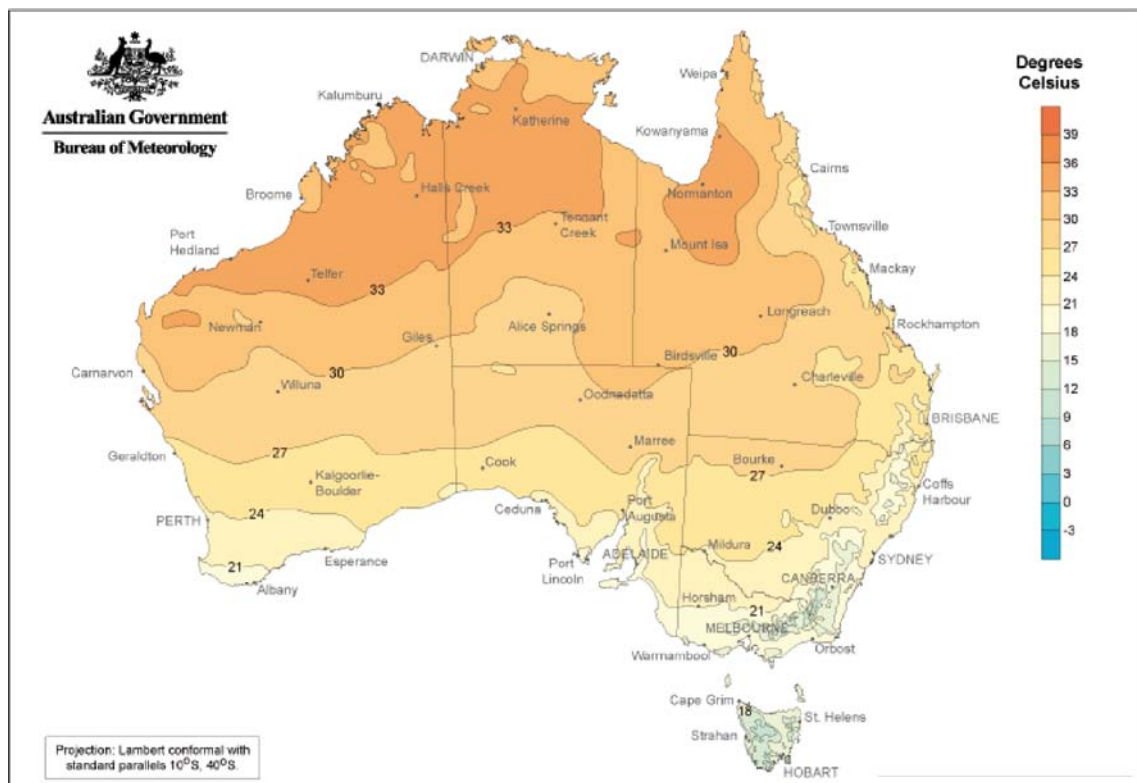 Australian Government
Bureau of Meteorology
Degrees
Celsius
39
36
33
30
27
24
21
18
15
12
9
6
3
0
-3
DARWIN
Kalumburu
Katherine
Weipa
Kowanyama
Cairns
Broome
Halls Creek
Normanton
Port
Hedland
33
Tennant
Creek
Mount Isa
Townsville
Telfer
33
Mackay
Newman
Giles
Alice Springs
Longreach
Rockhampton
Carnarvon
Wiluna
30
Birdsville
30
Oodnadatta
Charleville
BRISBANE
Geraldton
27
Kalgoorlie-
Boulder
Cook
Marree
Bourke
27
Coffs
Harbour
PERTH
24
Ceduna
Port
Augusta
Dubbo
21
Esperance
Albany
Port
Lincoln
ADELAIDE
Mildura
24
SYDNEY
CANBERRA
Horsham
21
MELBOURNE
Warrnambool
Orbost
Cape Grim
18
St. Helens
Strahan
HOBART
Projection: Lambert conformal with
standard parallels 10°S, 40°S.